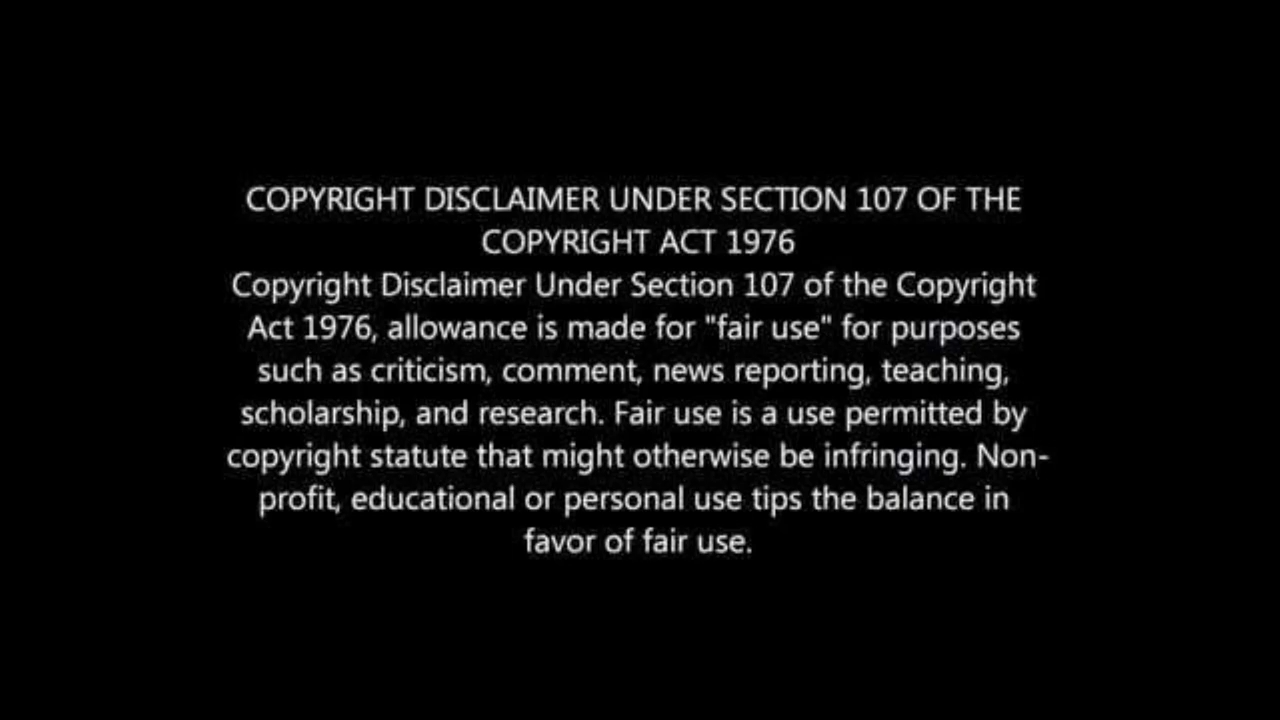 COPYRIGHT DISCLAIMER UNDER SECTION 107 OF THE
COPYRIGHT ACT 1976
Copyright Disclaimer Under Section 107 of the Copyright
Act 1976, allowance is made for "fair use" for purposes
such as criticism, comment, news reporting, teaching,
scholarship, and research. Fair use is a use permitted by
copyright statute that might otherwise be infringing. Non-
profit, educational or personal use tips the balance in
favor of fair use.